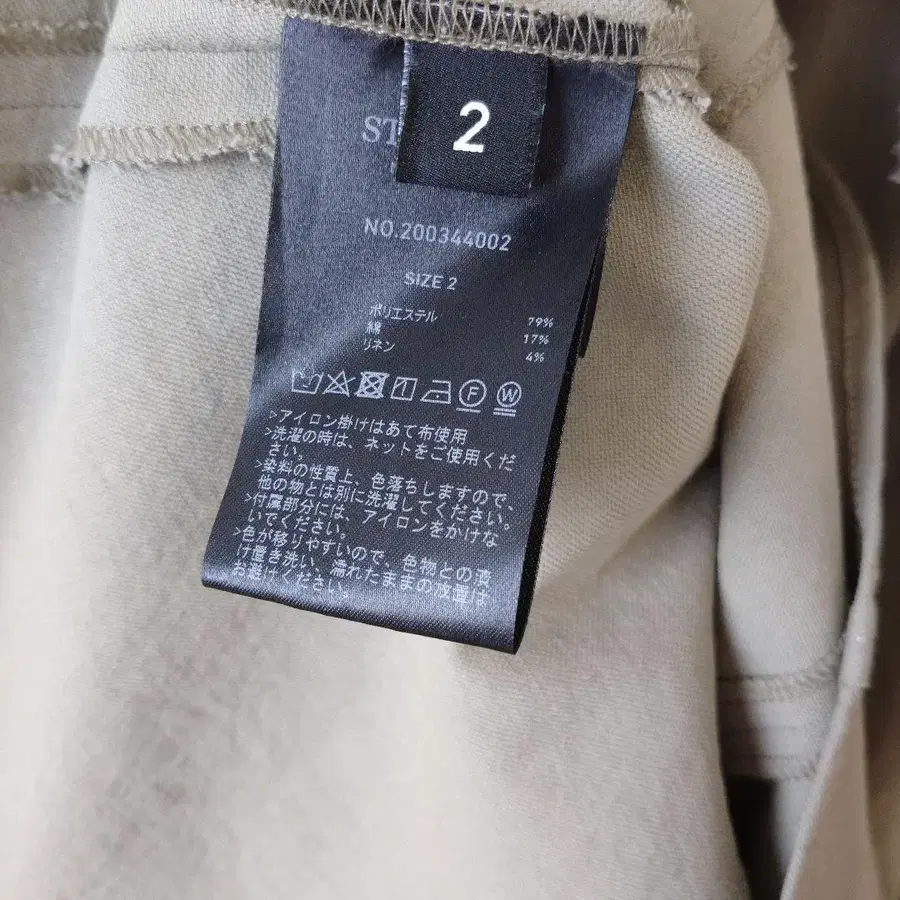 2
ST
NO.200344002
SIZE 2
ポリエステル 79%
綿 17%
リネン 4%
F W
>アイロン掛けはあて布使用
>洗濯の時は、ネットをご使用くだ
さい。
>染料の性質上、色落ちしますので、
他の物とは別に洗濯してください。
>付属部分には、アイロンをかけな
いでください。
>色が移りやすいので、色物との漬
け置き洗い、濡れたままの放置は
お避けください。